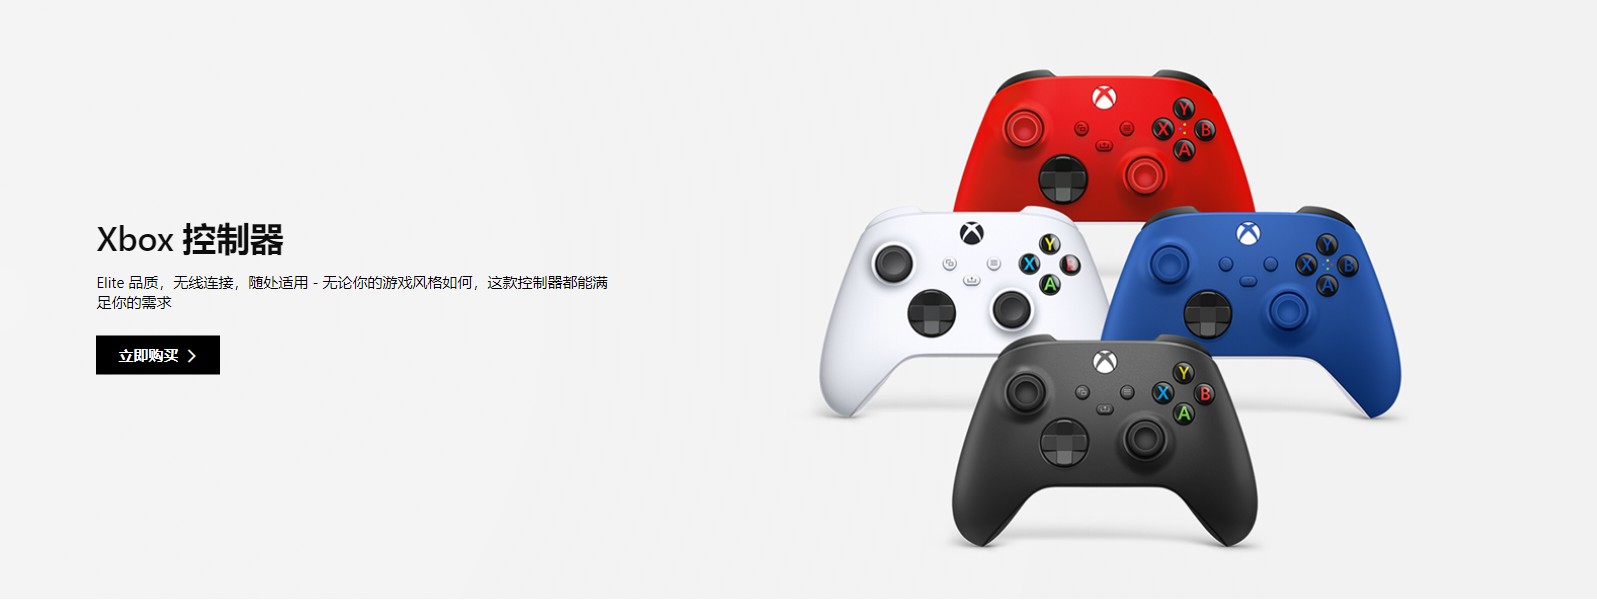 Xbox 控制器
Elite 品质，无线连接，随处适用 - 无论你的游戏风格如何，这款控制器都能满
足你的需求
立即购买
Y
X B
A
Y
X B
A
Y
X B
A
Y
X B
A